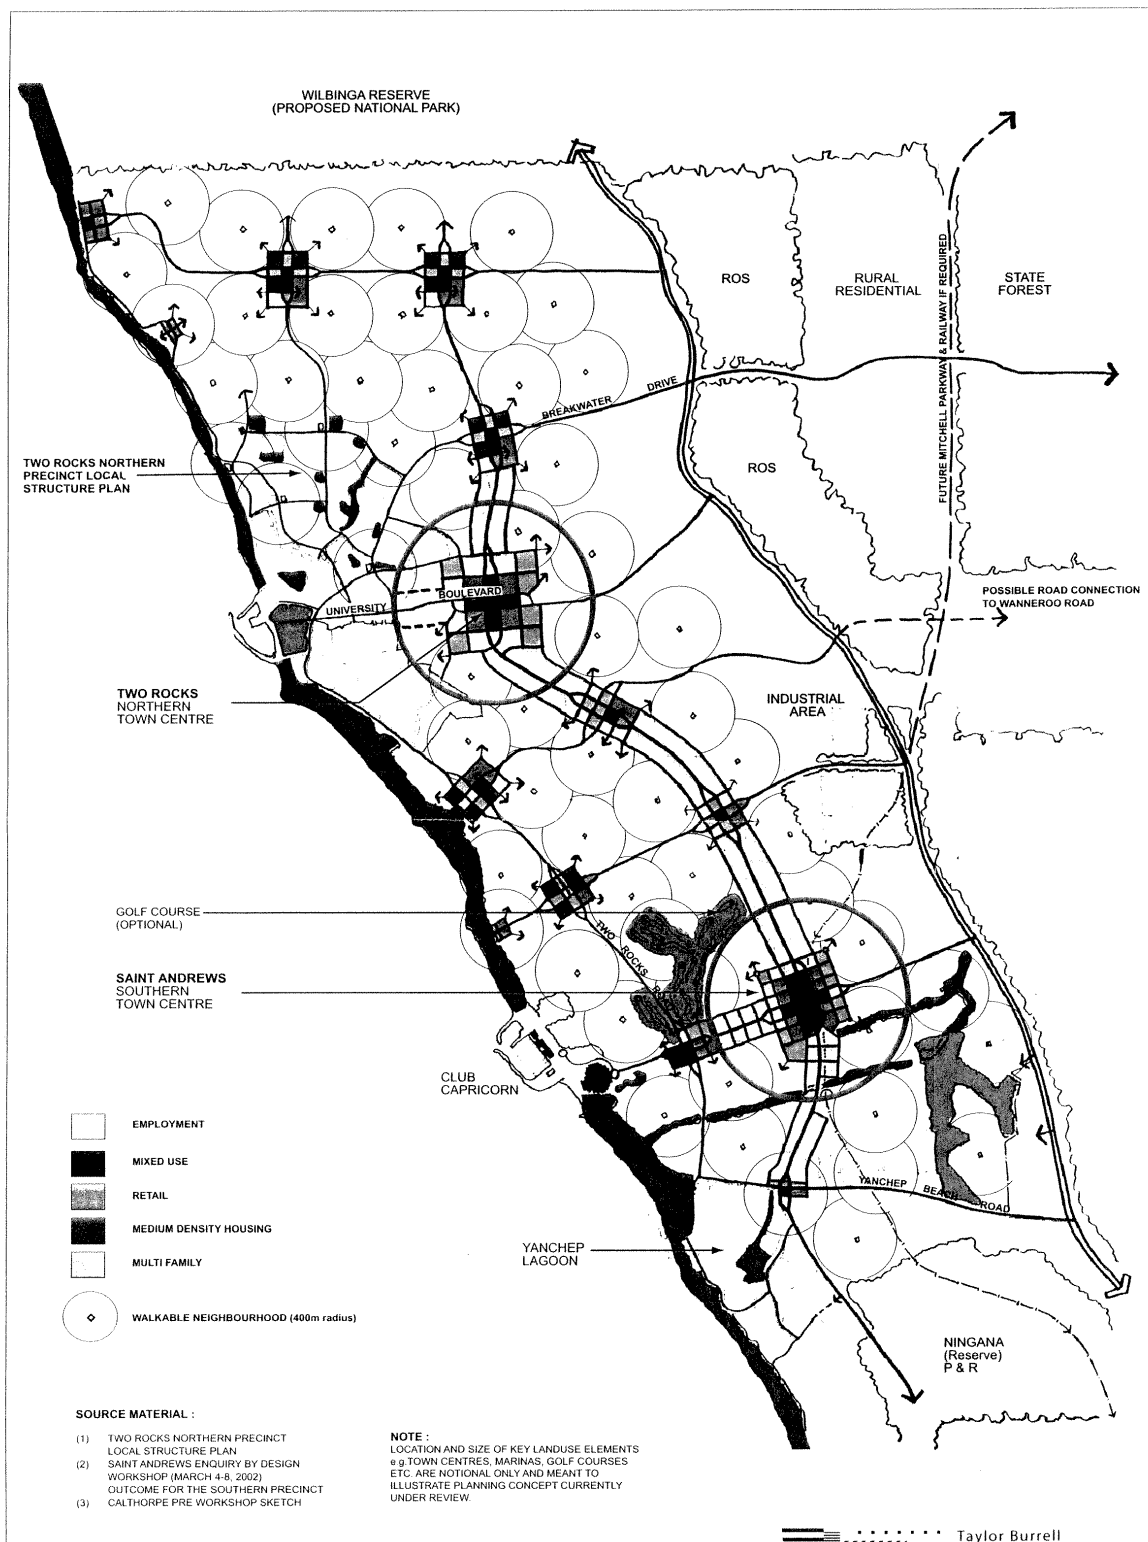 WILBINGA RESERVE
(PROPOSED NATIONAL PARK)
ROS
RURAL
RESIDENTIAL
STATE
FOREST
FUTURE MITCHELL PARKWAY & RAILWAY IF REQUIRED
BREAKWATER DRIVE
ROS
TWO ROCKS NORTHERN
PRECINCT LOCAL
STRUCTURE PLAN
POSSIBLE ROAD CONNECTION
TO WANNEROO ROAD
UNIVERSITY BOULEVARD
TWO ROCKS
NORTHERN
TOWN CENTRE
INDUSTRIAL
AREA
GOLF COURSE
(OPTIONAL)
TWO ROCKS
SAINT ANDREWS
SOUTHERN
TOWN CENTRE
CLUB
CAPRICORN
EMPLOYMENT
MIXED USE
RETAIL
MEDIUM DENSITY HOUSING
MULTI FAMILY
WALKABLE NEIGHBOURHOOD (400m radius)
YANCHEP BEACH ROAD
YANCHEP
LAGOON
NINGANA
(Reserve)
P & R
SOURCE MATERIAL :
(1) TWO ROCKS NORTHERN PRECINCT
LOCAL STRUCTURE PLAN
(2) SAINT ANDREWS ENQUIRY BY DESIGN
WORKSHOP (MARCH 4-8, 2002)
OUTCOME FOR THE SOUTHERN PRECINCT
(3) CALTHORPE PRE WORKSHOP SKETCH
NOTE :
LOCATION AND SIZE OF KEY LANDUSE ELEMENTS
e.g.TOWN CENTRES, MARINAS, GOLF COURSES
ETC. ARE NOTIONAL ONLY AND MEANT TO
ILLUSTRATE PLANNING CONCEPT CURRENTLY
UNDER REVIEW.
Taylor Burrell